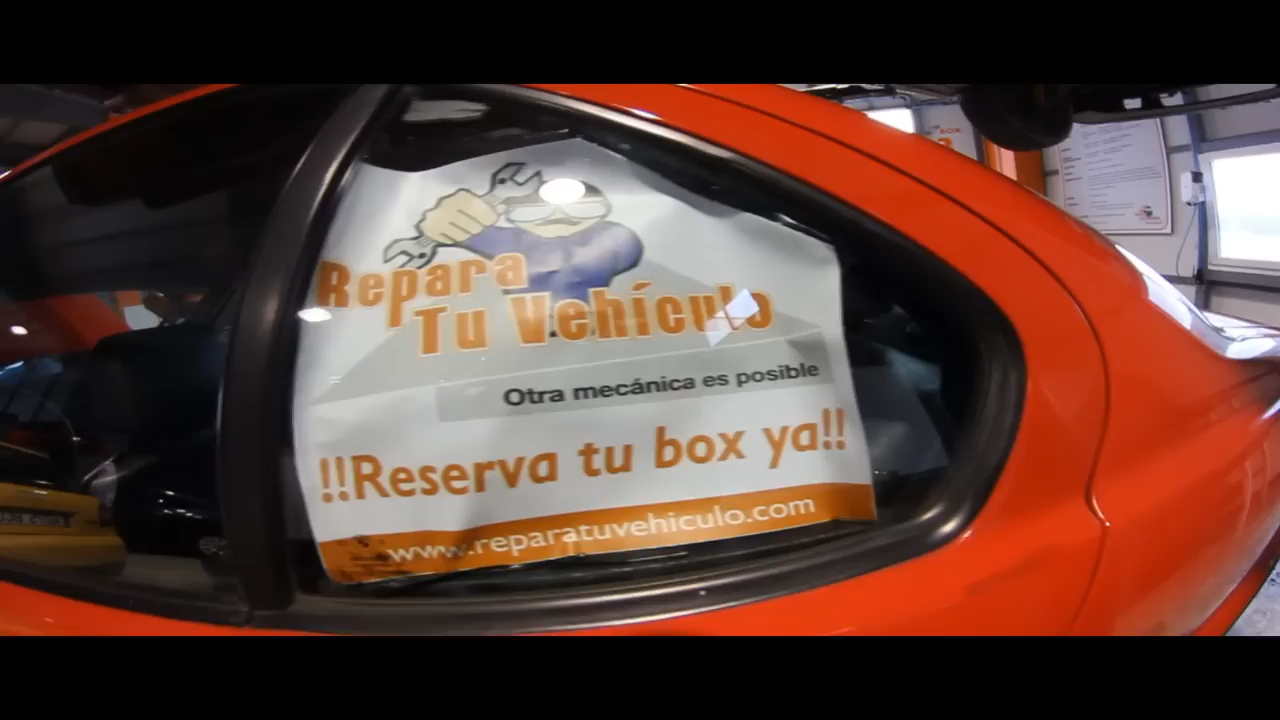 Repara
Tu Vehículo
Otra mecánica es posible
!!Reserva tu box ya!!
www.reparatuvehiculo.com